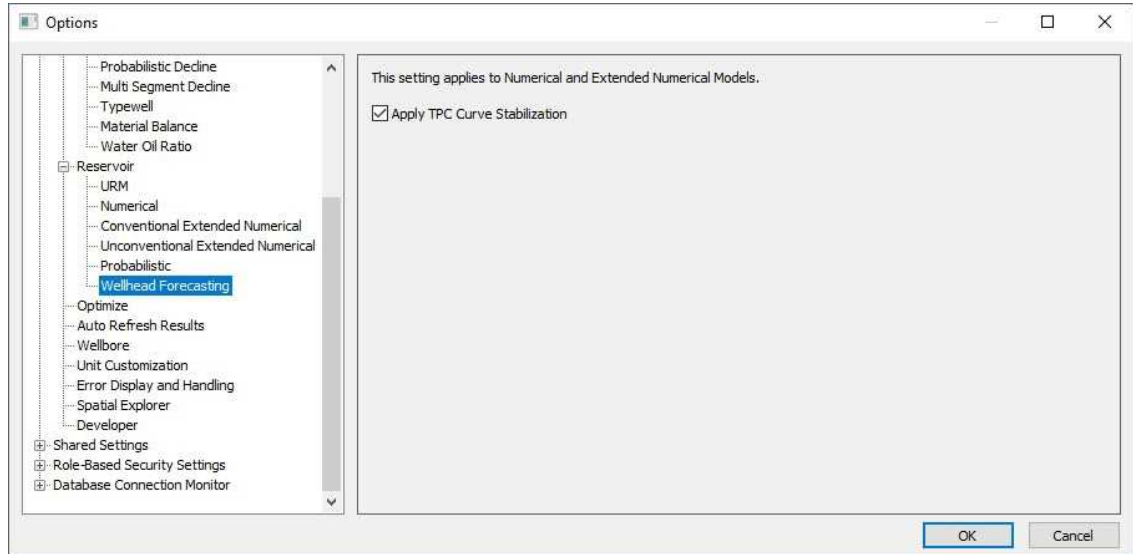 Options
Probabilistic Decline
Multi Segment Decline
Typewell
Material Balance
Water Oil Ratio
Reservoir
URM
Numerical
Conventional Extended Numerical
Unconventional Extended Numerical
Probabilistic
Wellhead Forecasting
Optimize
Auto Refresh Results
Wellbore
Unit Customization
Error Display and Handling
Spatial Explorer
Developer
Shared Settings
Role-Based Security Settings
Database Connection Monitor
This setting applies to Numerical and Extended Numerical Models.
Apply TPC Curve Stabilization
OK
Cancel